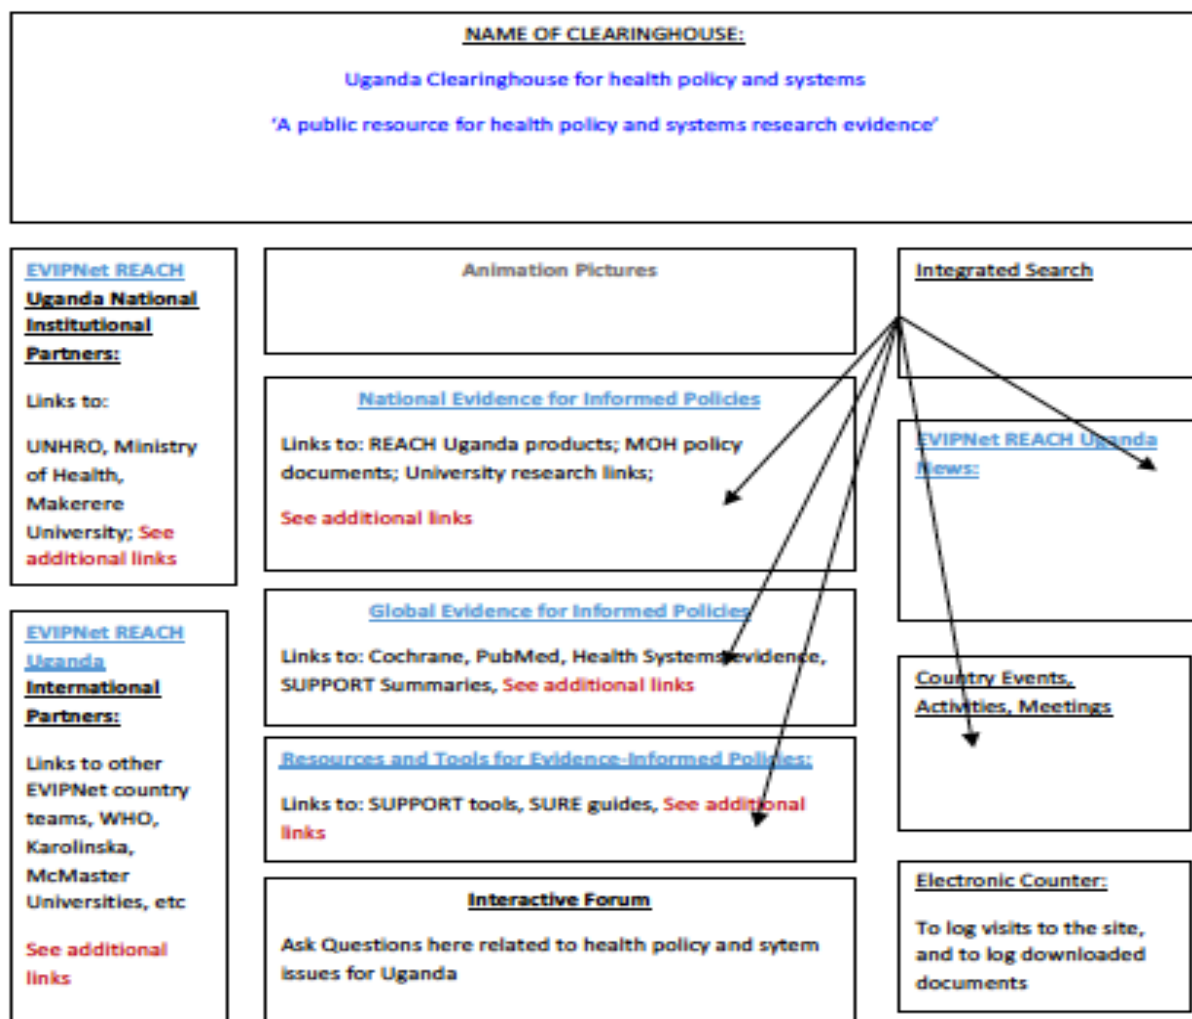 NAME OF CLEARINGHOUSE:
Uganda Clearinghouse for health policy and systems
'A public resource for health policy and systems research evidence'
EVIPNet REACH
Uganda National
Institutional
Partners:
Links to:
UNHRO, Ministry
of Health,
Makerere
University; See
additional links
EVIPNet REACH
Uganda
International
Partners:
Links to other
EVIPNet country
teams, WHO,
Karolinska,
McMaster
Universities, etc
See additional
links
Animation Pictures
National Evidence for Informed Policies
Links to: REACH Uganda products; MOH policy
documents; University research links;
See additional links
Global Evidence for Informed Policies
Links to: Cochrane, PubMed, Health Systems evidence,
SUPPORT Summaries, See additional links
Resources and Tools for Evidence-Informed Policies:
Links to: SUPPORT tools, SURE guides, See additional
links
Interactive Forum
Ask Questions here related to health policy and sytem
issues for Uganda
Integrated Search
EVIPNet REACH Uganda
News:
Country Events,
Activities, Meetings
Electronic Counter:
To log visits to the site,
and to log downloaded
documents